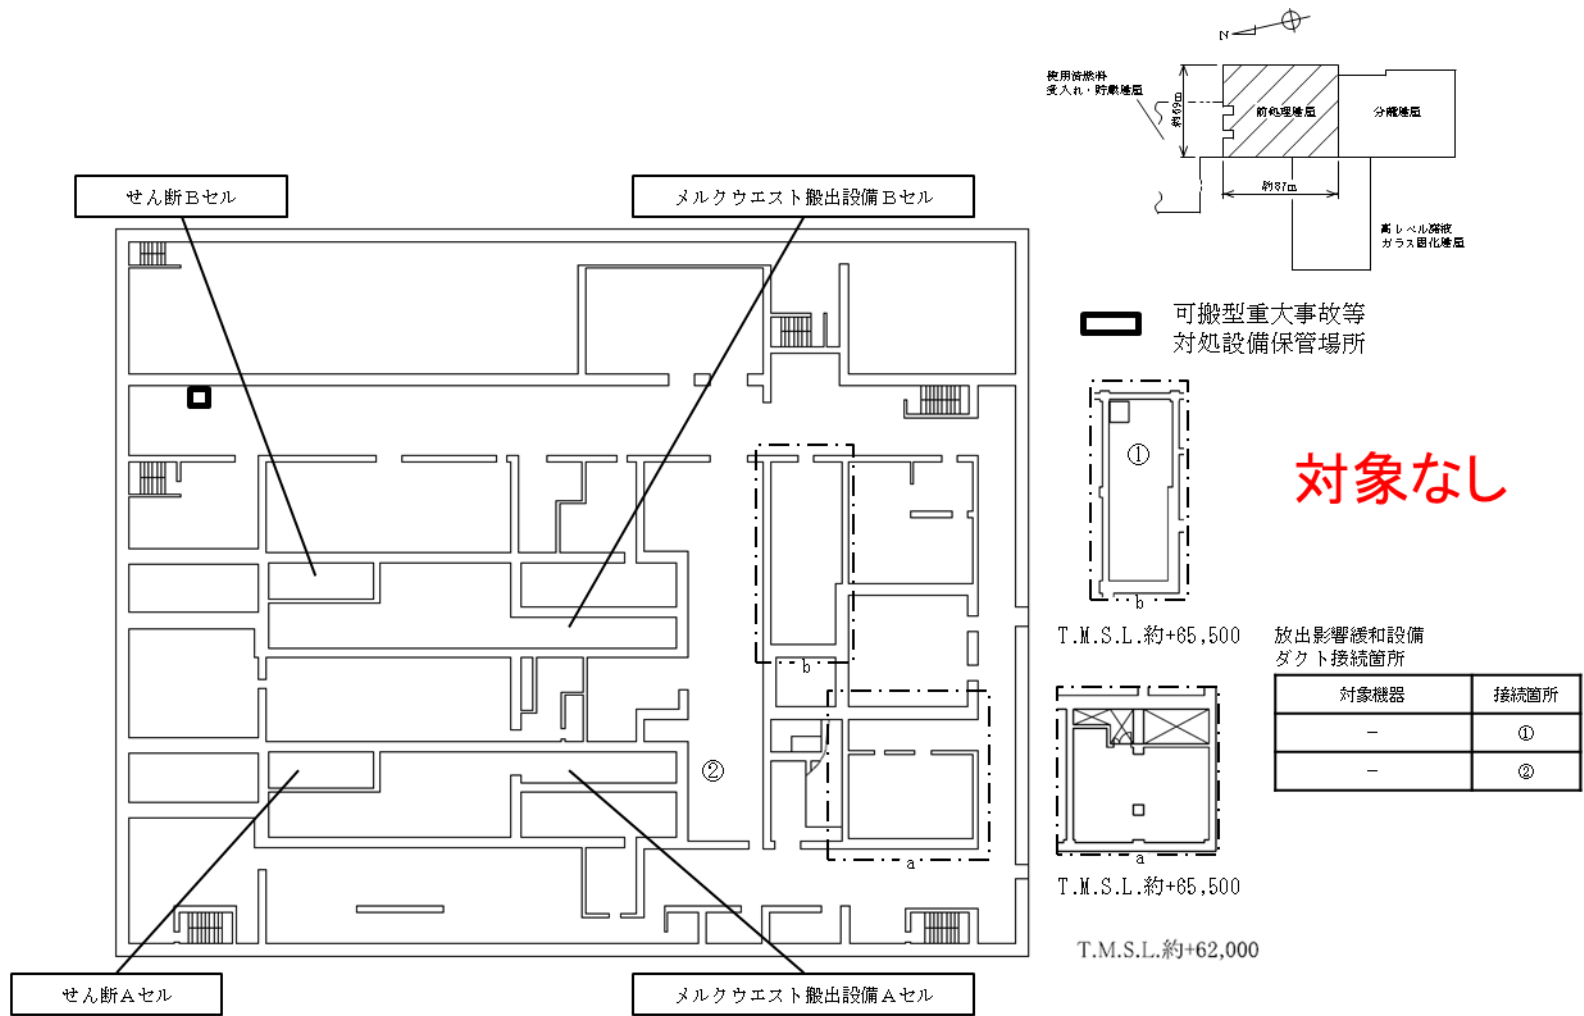 N
使用済燃料
受入れ・貯蔵建屋
約69m
前処理建屋
分離建屋
約87m
高レベル廃液
ガラス固化建屋
せん断Bセル
メルクウエスト搬出設備Bセル
可搬型重大事故等
対処設備保管場所
①
対象なし
b
T.M.S.L.約+65,500
放出影響緩和設備
ダクト接続箇所
対象機器 接続箇所
－ ①
－ ②
b
②
a
a
T.M.S.L.約+65,500
T.M.S.L.約+62,000
せん断Aセル
メルクウエスト搬出設備Aセル